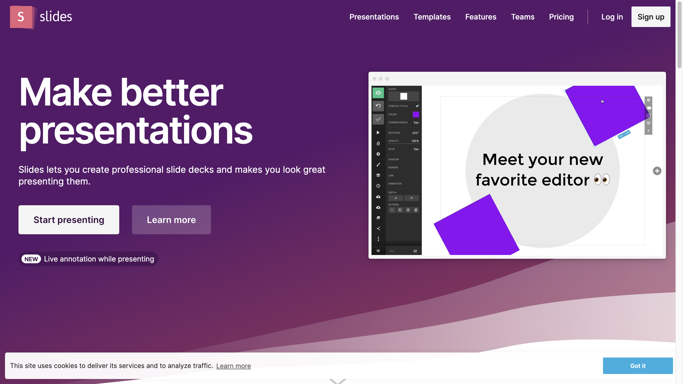 S slides
Presentations Templates Features Teams Pricing Log in Sign up
Make better
presentations
Slides lets you create professional slide decks and makes you look great
presenting them.
Start presenting Learn more
NEW Live annotation while presenting
Meet your new
favorite editor 👀
This site uses cookies to deliver its services and to analyze traffic. Learn more
Got it